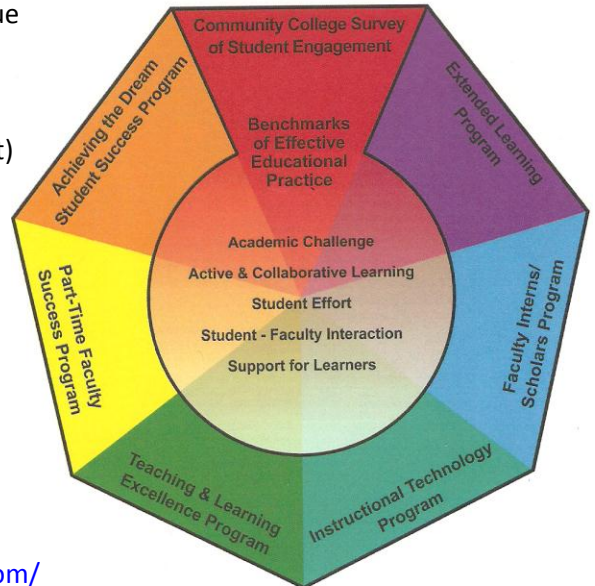 ue
t)
om/
Community College Survey
of Student Engagement
Benchmarks
of Effective
Educational
Practice
Extended Learning
Program
Faculty Interns/
Scholars Program
Instructional Technology
Program
Teaching & Learning
Excellence Program
Part-Time Faculty
Success Program
Achieving the Dream
Student Success Program
Academic Challenge
Active & Collaborative Learning
Student Effort
Student - Faculty Interaction
Support for Learners